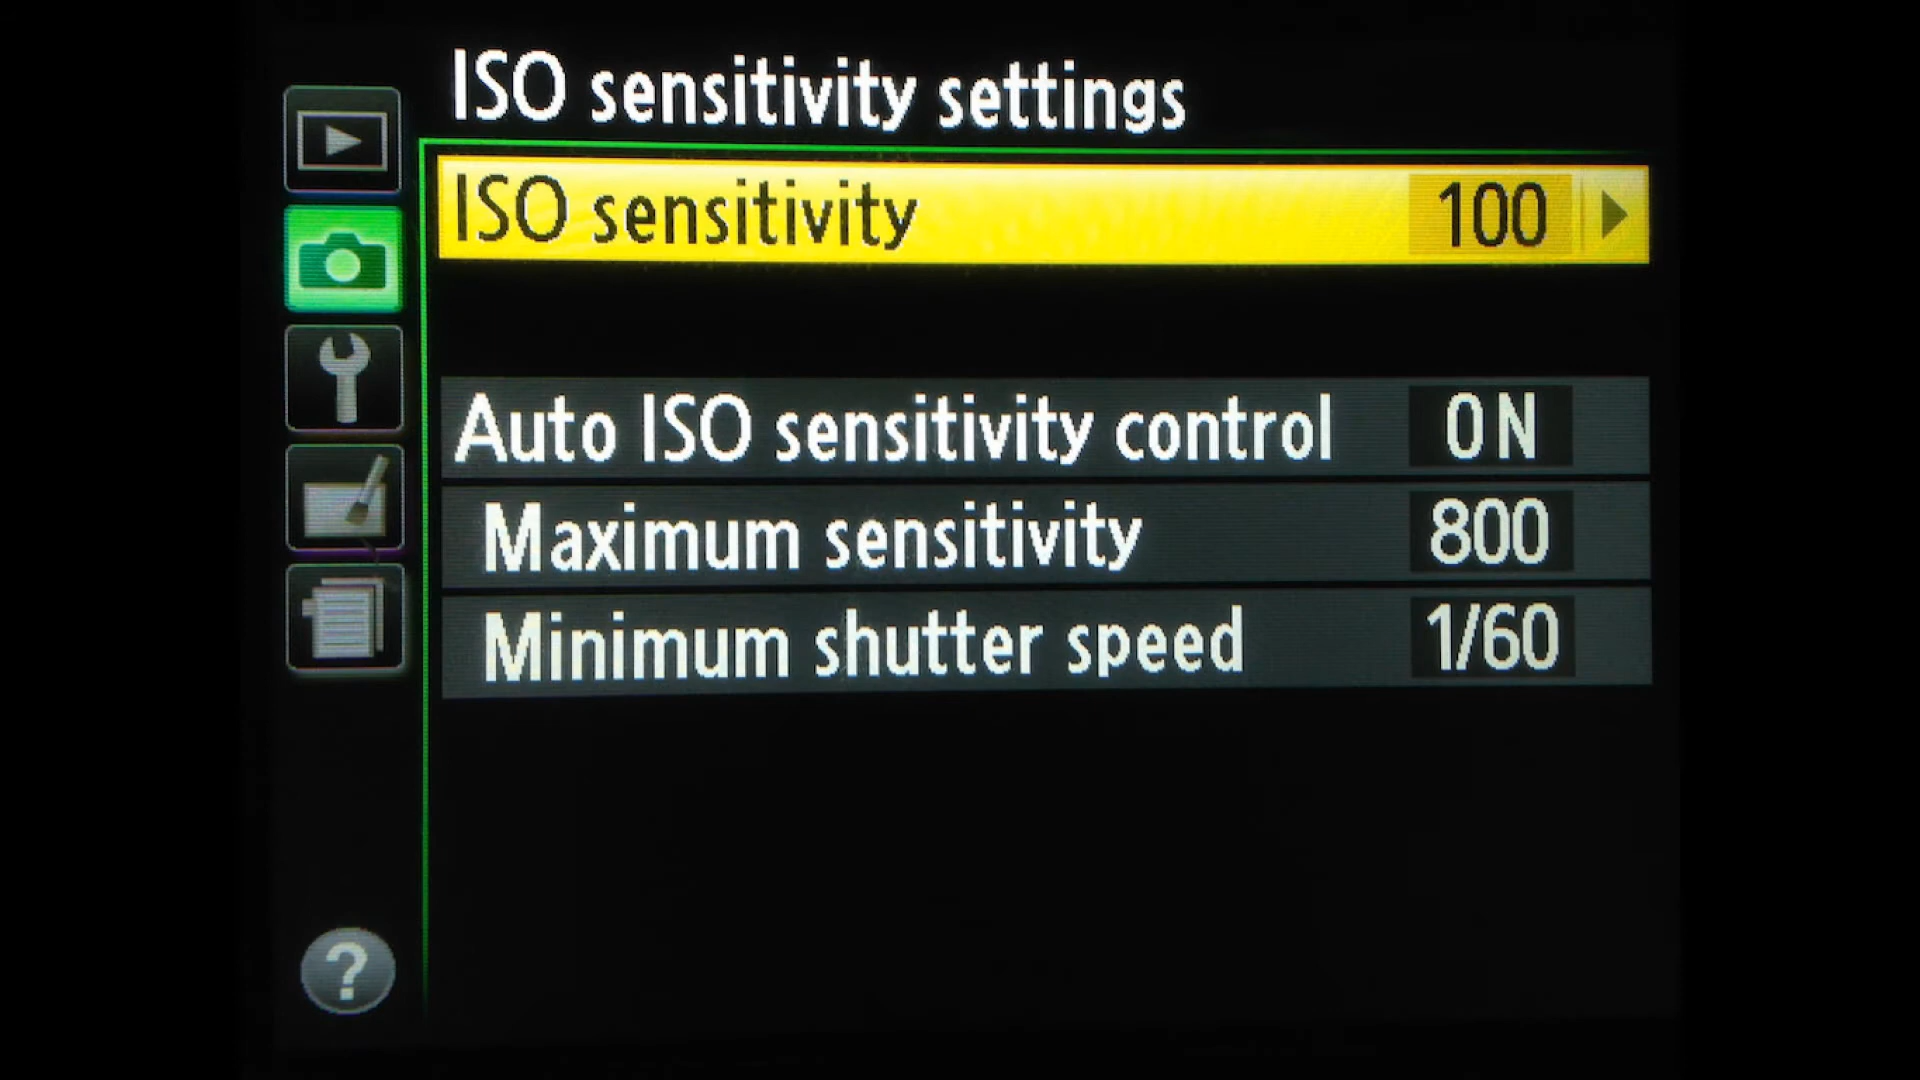 ISO sensitivity settings
ISO sensitivity 100
Auto ISO sensitivity control ON
Maximum sensitivity 800
Minimum shutter speed 1/60
?